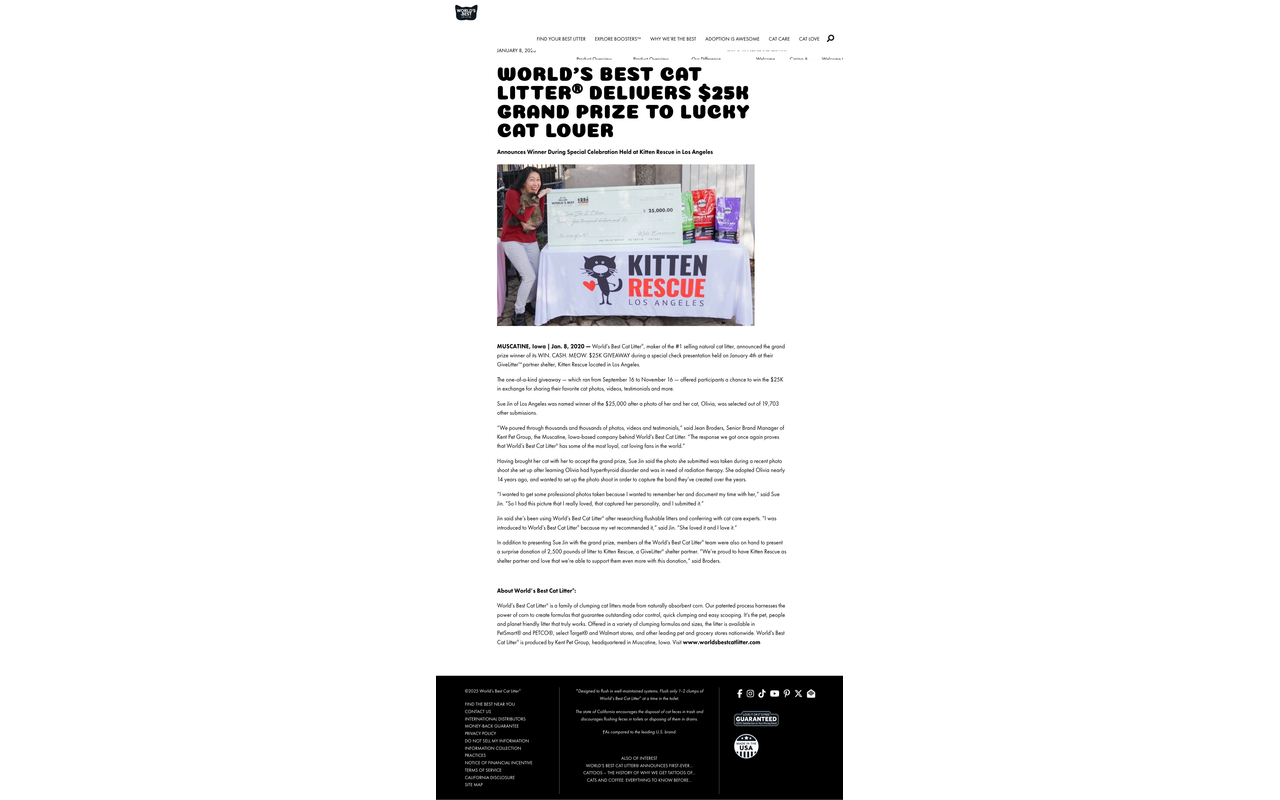 WORLD'S
BEST
FIND YOUR BEST LITTER EXPLORE BOOSTERS™ WHY WE'RE THE BEST ADOPTION IS AWESOME CAT CARE CAT LOVE
JANUARY 8,
Product Overview Product Overview Our Difference Welcome
WORLD'S BEST CAT
LITTER® DELIVERS $25K
GRAND PRIZE TO LUCKY
CAT LOVER
Announces Winner During Special Celebration Held at Kitten Rescue in Los Angeles
$ 25,000.00
KITTEN
RESCUE
LOS ANGELES
MUSCATINE, Iowa | Jan. 8, 2020 — World's Best Cat Litter®, maker of the #1 selling natural cat litter, announced the grand
prize winner of its WIN. CASH. MEOW. $25K GIVEAWAY during a special check presentation held on January 4th at their
GiveLitter™ partner shelter, Kitten Rescue located in Los Angeles.
The one-of-a-kind giveaway — which ran from September 16 to November 16 — offered participants a chance to win the $25K
in exchange for sharing their favorite cat photos, videos, testimonials and more.
Sue Jin of Los Angeles was named winner of the $25,000 after a photo of her and her cat, Olivia, was selected out of 19,703
other submissions.
"We poured through thousands and thousands of photos, videos and testimonials," said Jean Broders, Senior Brand Manager of
Kent Pet Group, the Muscatine, Iowa-based company behind World's Best Cat Litter. "The response we got once again proves
that World's Best Cat Litter® has some of the most loyal, cat loving fans in the world."
Having brought her cat with her to accept the grand prize, Sue Jin said the photo she submitted was taken during a recent photo
shoot she set up after learning Olivia had hyperthyroid disorder and was in need of radiation therapy. She adopted Olivia nearly
14 years ago, and wanted to set up the photo shoot in order to capture the bond they've created over the years.
"I wanted to get some professional photos taken because I wanted to remember her and document my time with her," said Sue
Jin. "So I had this picture that I really loved, that captured her personality, and I submitted it."
Jin said she's been using World's Best Cat Litter® after researching flushable litters and conferring with cat care experts. "I was
introduced to World's Best Cat Litter® because my vet recommended it," said Jin. "She loved it and I love it."
In addition to presenting Sue Jin with the grand prize, members of the World's Best Cat Litter® team were also on hand to present
a surprise donation of 2,500 pounds of litter to Kitten Rescue, a GiveLitter® shelter partner. "We're proud to have Kitten Rescue as
shelter partner and love that we're able to support them even more with this donation," said Broders.
About World's Best Cat Litter®:
World's Best Cat Litter® is a family of clumping cat litters made from naturally absorbent corn. Our patented process harnesses the
power of corn to create formulas that guarantee outstanding odor control, quick clumping and easy scooping. It's the pet, people
and planet friendly litter that truly works. Offered in a variety of clumping formulas and sizes, the litter is available in
PetSmart® and PETCO®, select Target® and Walmart stores, and other leading pet and grocery stores nationwide. World's Best
Cat Litter® is produced by Kent Pet Group, headquartered in Muscatine, Iowa. Visit www.worldsbestcatlitter.com
©2025 World's Best Cat Litter®
FIND THE BEST NEAR YOU
CONTACT US
INTERNATIONAL DISTRIBUTORS
MONEY-BACK GUARANTEE
PRIVACY POLICY
DO NOT SELL MY INFORMATION
INFORMATION COLLECTION
PRACTICES
NOTICE OF FINANCIAL INCENTIVE
TERMS OF SERVICE
CALIFORNIA DISCLOSURE
SITE MAP
*Designed to flush in well-maintained systems. Flush only 1-2 clumps of
World's Best Cat Litter® at a time in the toilet.
The state of California encourages the disposal of cat feces in trash and
discourages flushing feces in toilets or disposing of them in drains.
‡As compared to the leading U.S. brand.
ALSO OF INTEREST
WORLD'S BEST CAT LITTER® ANNOUNCES FIRST-EVER...
CATTOOS – THE HISTORY OF WHY WE GET TATTOOS OF...
CATS AND COFFEE: EVERYTHING TO KNOW BEFORE...
GUARANTEED
MADE IN THE
USA